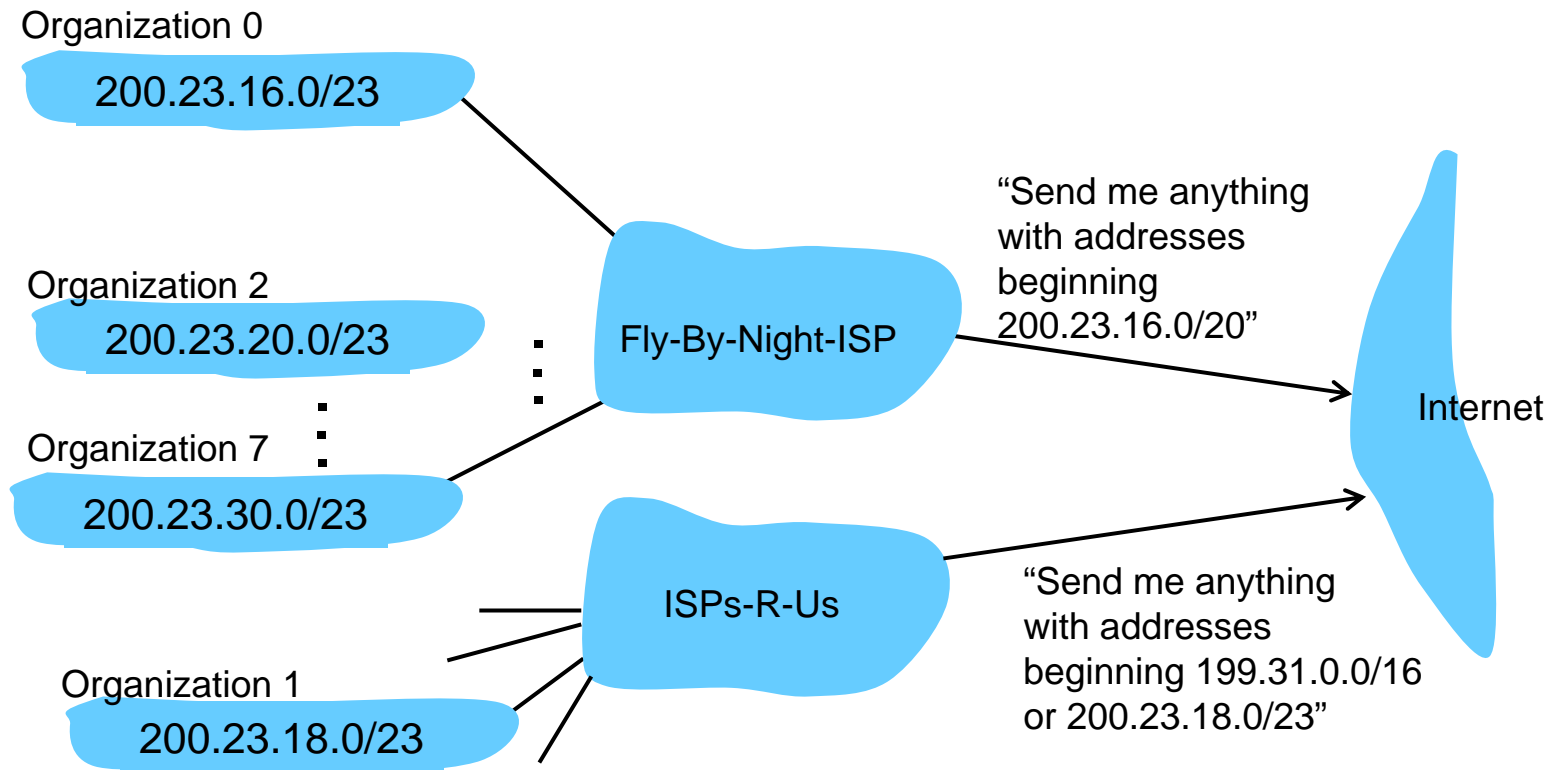 Organization 0
200.23.16.0/23
Organization 2
200.23.20.0/23
Organization 7
200.23.30.0/23
Organization 1
200.23.18.0/23
Fly-By-Night-ISP
ISPs-R-Us
“Send me anything
with addresses
beginning
200.23.16.0/20”
“Send me anything
with addresses
beginning 199.31.0.0/16
or 200.23.18.0/23”
Internet